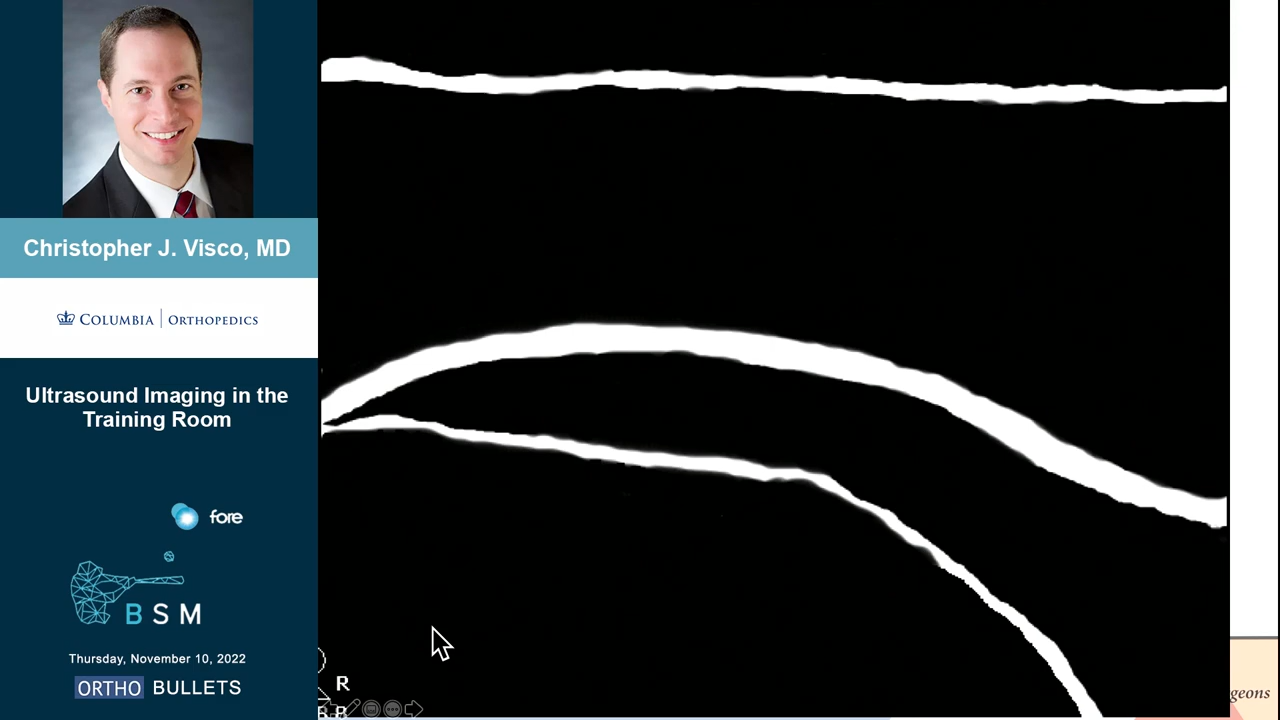 Christopher J. Visco, MD
COLUMBIA | ORTHOPEDICS
Ultrasound Imaging in the
Training Room
fore
BSM
Thursday, November 10, 2022
ORTHO BULLETS
R
geons